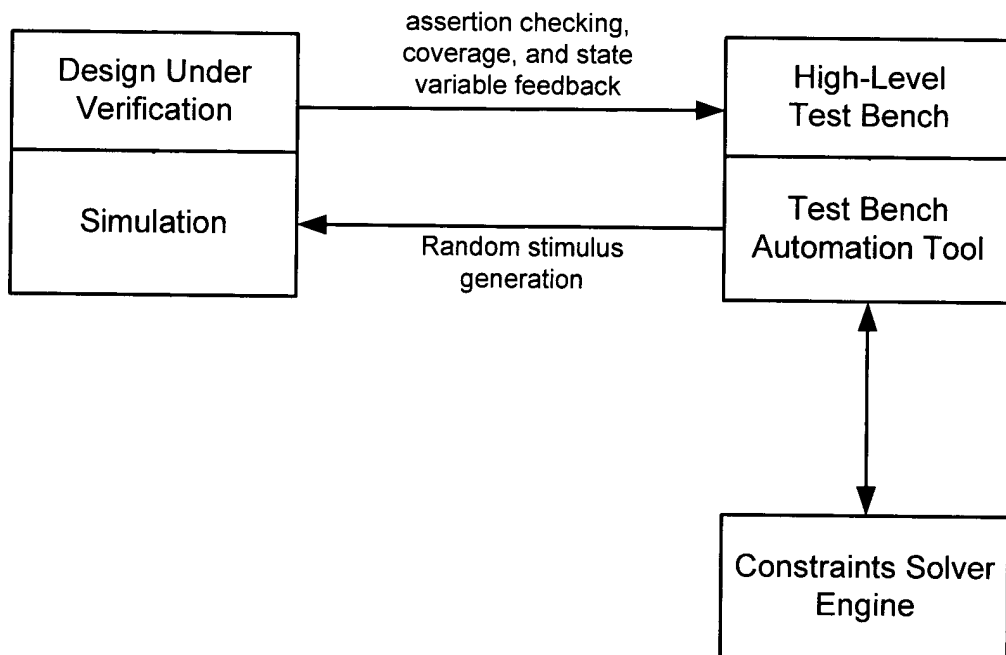 assertion checking,
coverage, and state
variable feedback
Design Under
Verification
High-Level
Test Bench
Simulation
Random stimulus
generation
Test Bench
Automation Tool
Constraints Solver
Engine